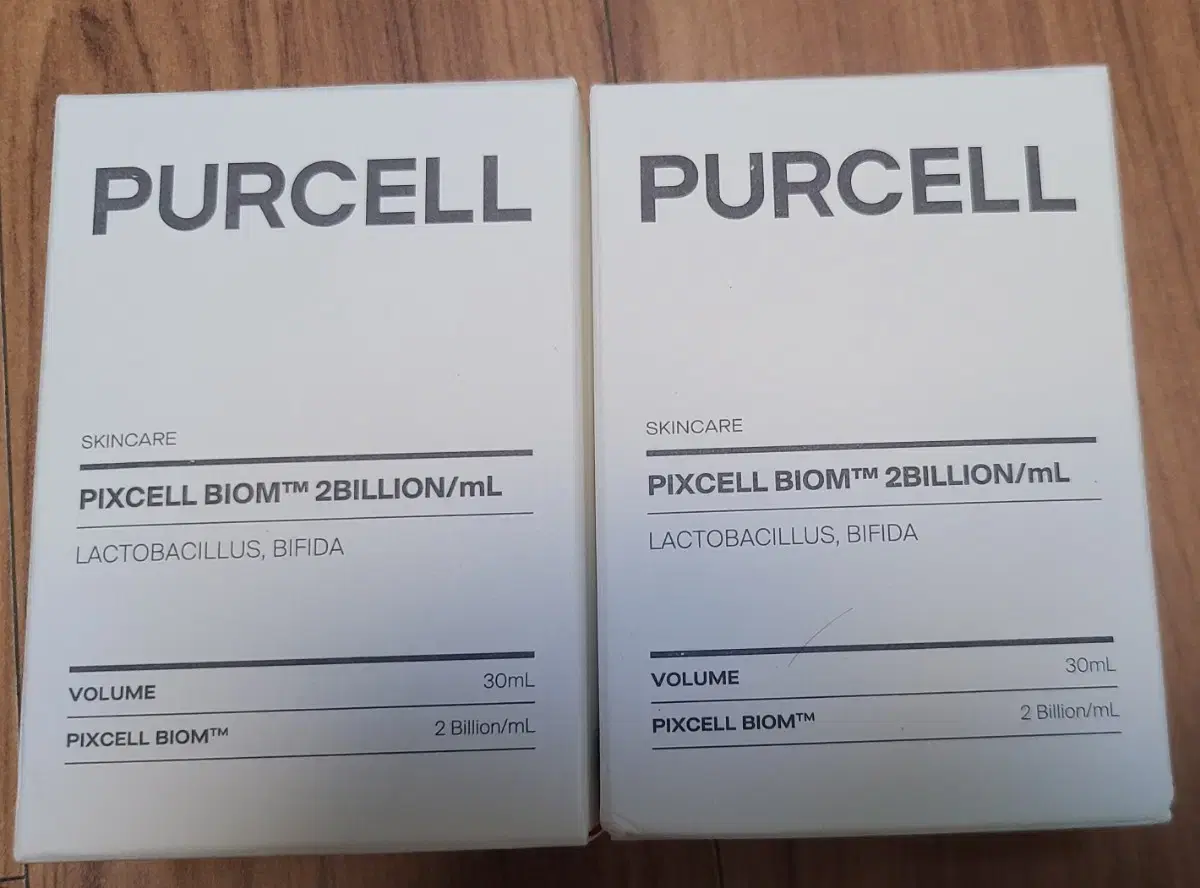 PURCELL
SKINCARE
PIXCELL BIOM™ 2BILLION/mL
LACTOBACILLUS, BIFIDA
VOLUME 30mL
PIXCELL BIOM™ 2 Billion/mL
PURCELL
SKINCARE
PIXCELL BIOM™ 2BILLION/mL
LACTOBACILLUS, BIFIDA
VOLUME 30mL
PIXCELL BIOM™ 2 Billion/mL